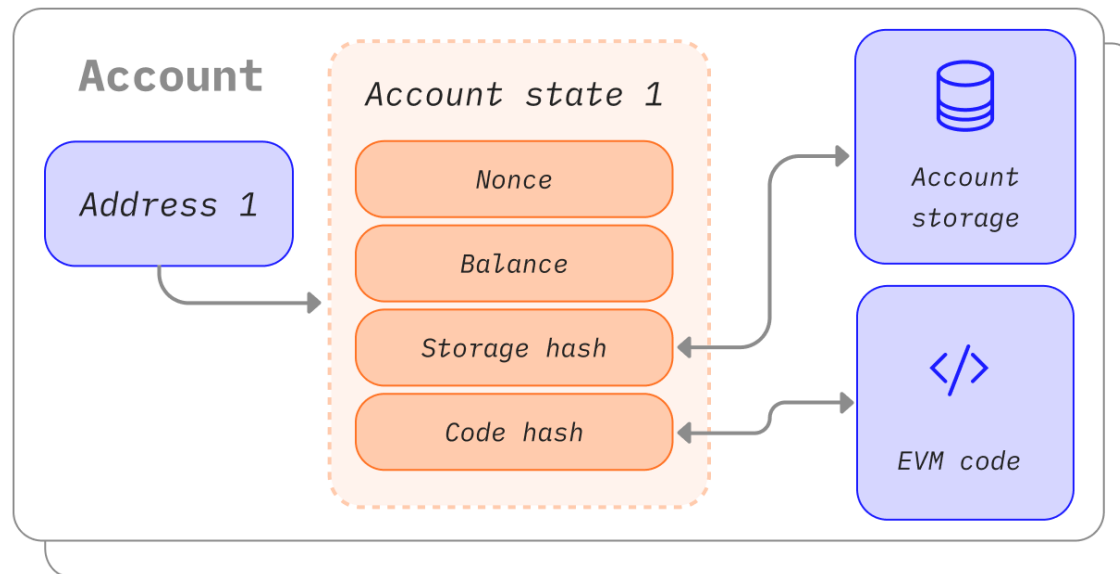 Account
Address 1
Account state 1
Nonce
Balance
Storage hash
Code hash
Account
storage
EVM code